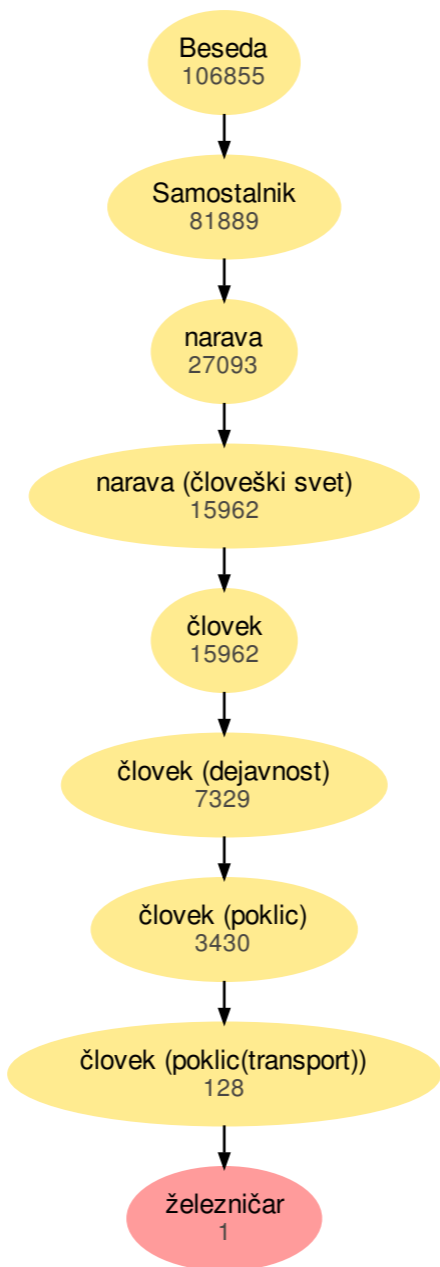 Beseda
106855
Samostalnik
81889
narava
27093
narava (človeški svet)
15962
človek
15962
človek (dejavnost)
7329
človek (poklic)
3430
človek (poklic(transport))
128
železničar
1